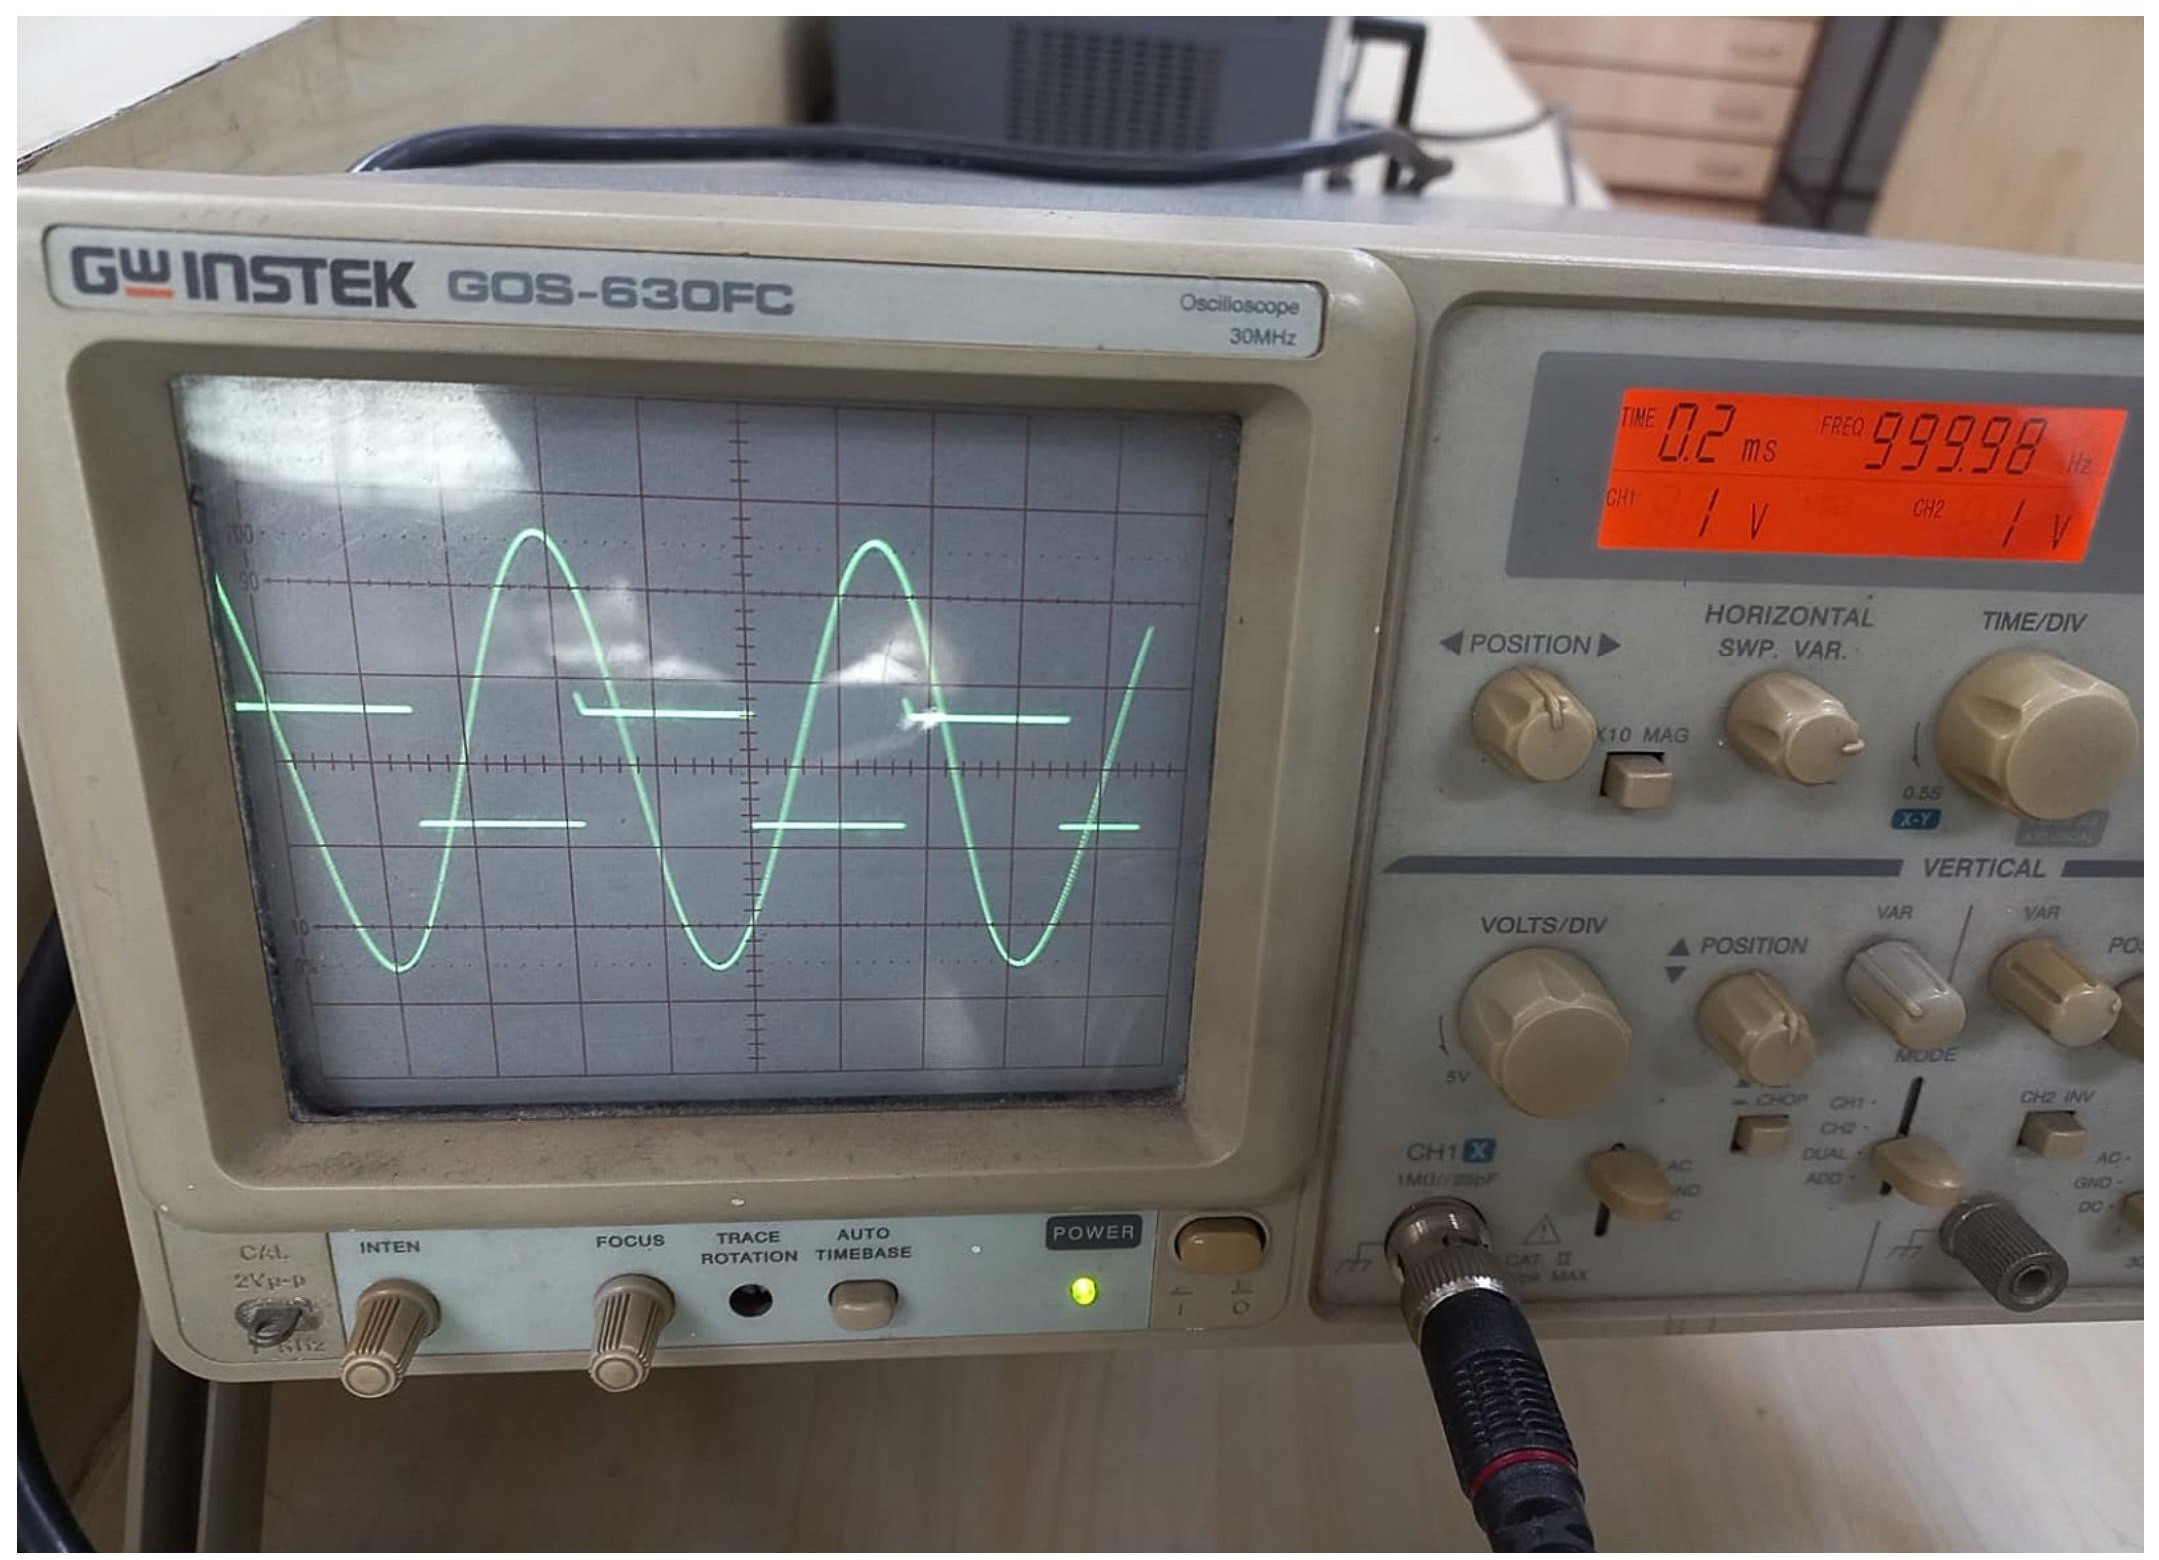 GW INSTEK GOS-630FC
Oscilloscope
30MHz
TIME 0.2 ms FREQ 999.98 Hz
CH1 1 V CH2 1 V
100
90
10
0%
◀ POSITION ▶
HORIZONTAL
SWP. VAR.
TIME/DIV
X10 MAG
0.5S
X-Y
VERTICAL
VOLTS/DIV
▲ POSITION
▼
VAR
VAR
5V
MODE
CHOP
CH1
CH2
DUAL
ADD
CH2 INV
AC
GND
DC
CH1 X
1MΩ//25pF
AC
CAT. II
MAX
CAL
2Vp-p
INTEN
FOCUS
TRACE
ROTATION
AUTO
TIMEBASE
POWER
I O